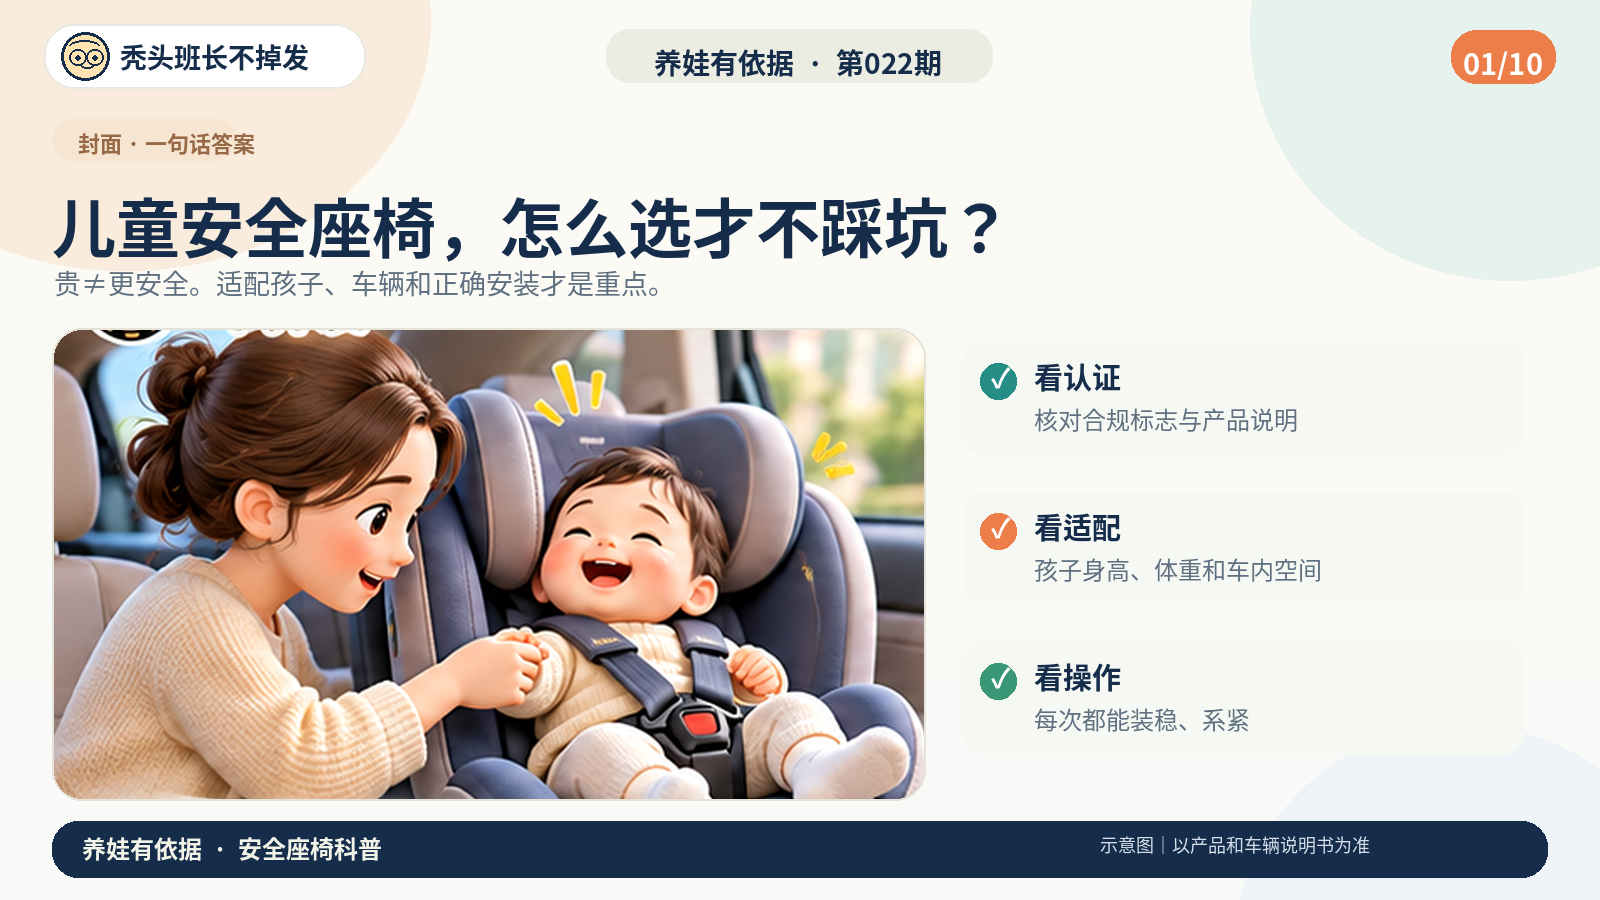 秃头班长不掉发
养娃有依据 · 第022期
01/10
封面 · 一句话答案
儿童安全座椅，怎么选才不踩坑？
贵≠更安全。适配孩子、车辆和正确安装才是重点。
看认证
核对合规标志与产品说明
看适配
孩子身高、体重和车内空间
看操作
每次都能装稳、系紧
养娃有依据 · 安全座椅科普
示意图｜以产品和车辆说明书为准